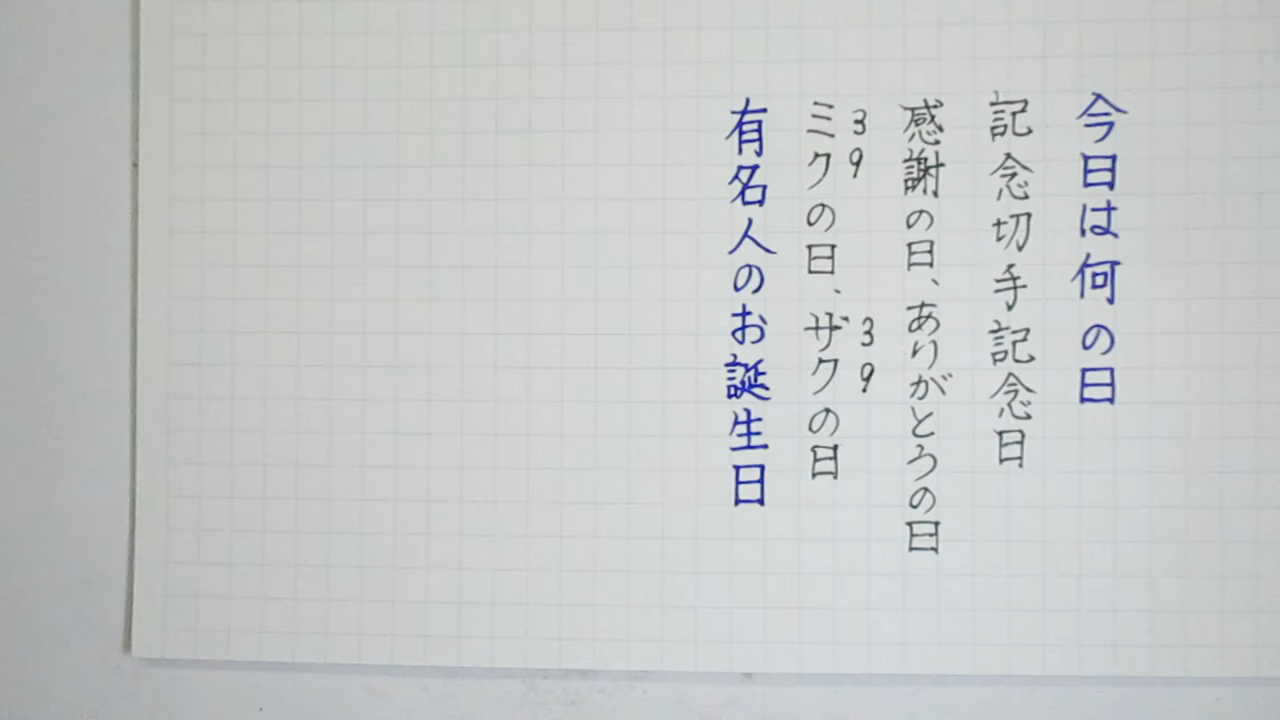 今日は何の日
記念切手記念日
感謝の日、ありがとうの日
39 39
ミクの日、ザクの日
有名人のお誕生日